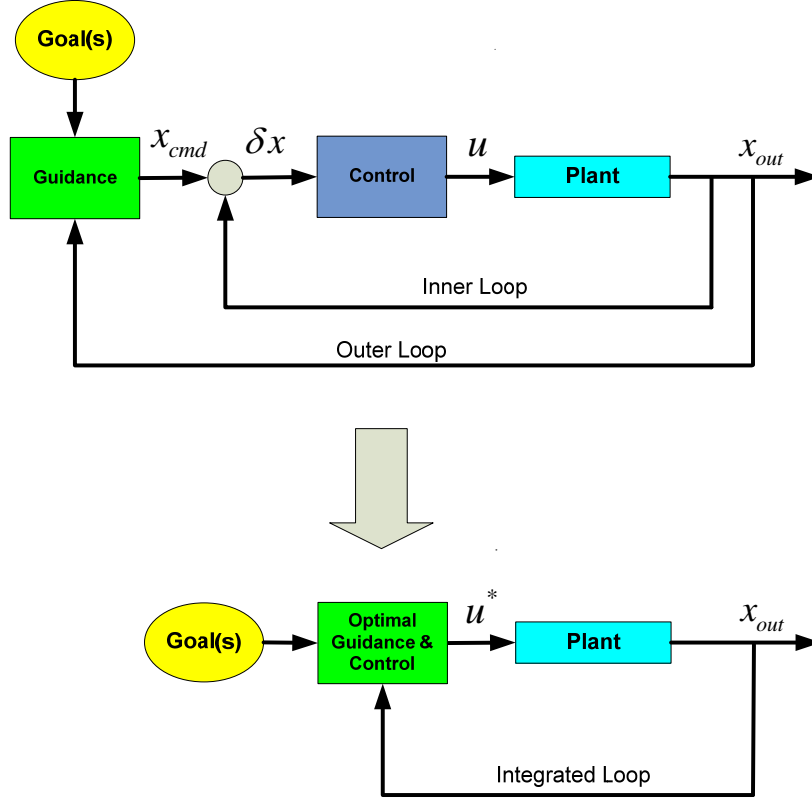 Goal(s)
Guidance
x_cmd
δx
Control
u
Plant
x_out
Inner Loop
Outer Loop
Goal(s)
Optimal
Guidance &
Control
u*
Plant
x_out
Integrated Loop